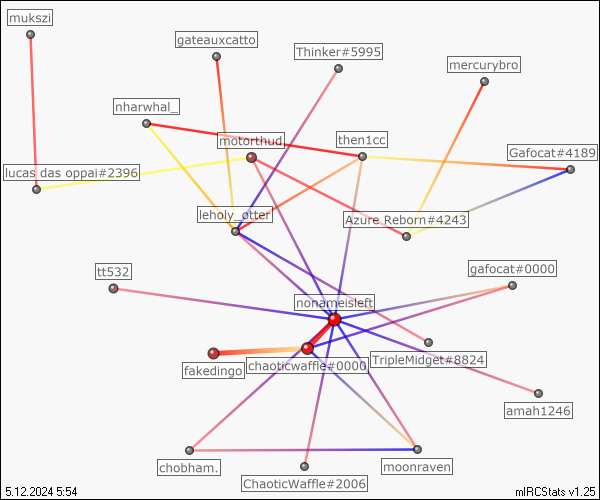 mukszi
gateauxcatto
Thinker#5995
mercurybro
nharwhal_
motorthud
then1cc
Gafocat#4189
lucas das oppai#2396
leholy_otter
Azure Reborn#4243
tt532
gafocat#0000
nonameisleft
chaoticwaffle#0000
TripleMidget#8824
fakedingo
amah1246
chobham.
moonraven
ChaoticWaffle#2006
5.12.2024 5:54
mIRCStats v1.25